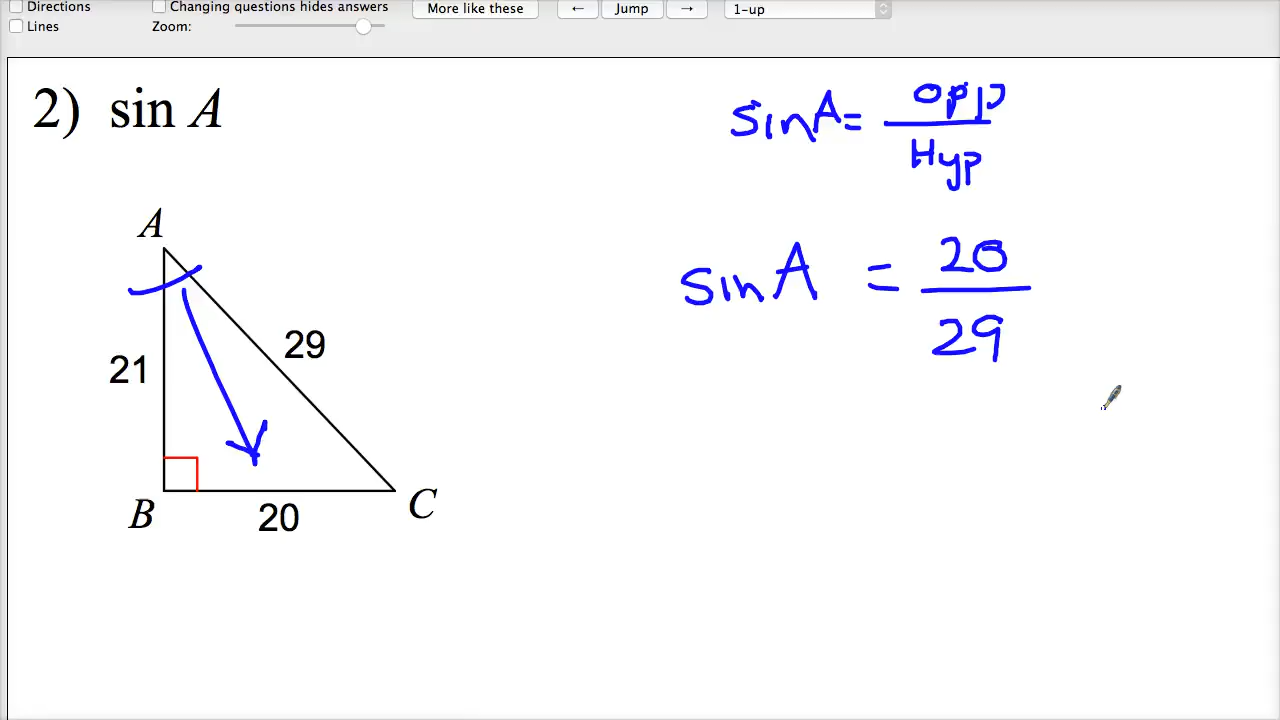 Directions Changing questions hides answers More like these ← Jump → 1-up
Lines Zoom:
2) sin A
sinA= opp
Hyp
sin A = 20
29
A
21
29
B
20
C